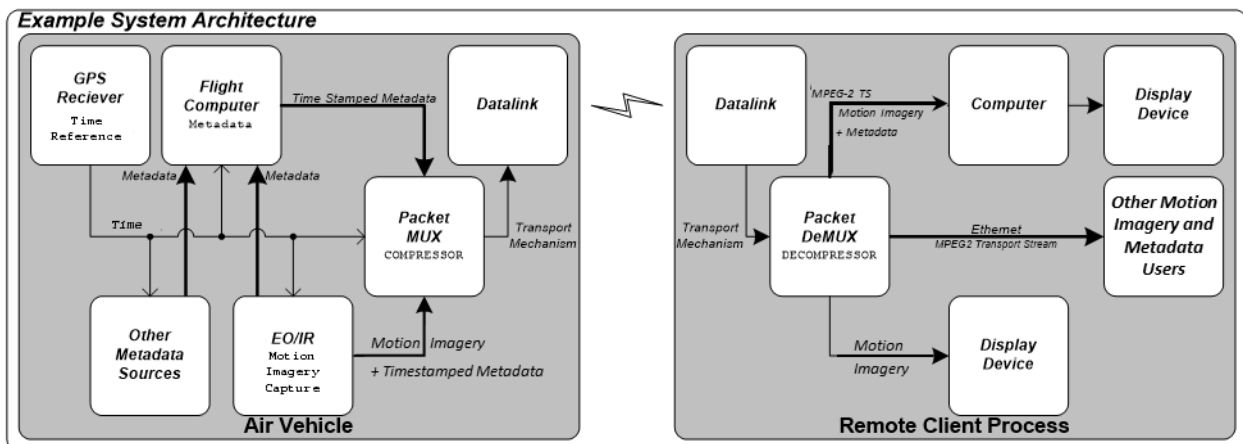 Example System Architecture
GPS
Reciever
Time
Reference
Flight
Computer
Metadata
Time Stamped Metadata
Datalink
Metadata
Metadata
Time
Packet
MUX
COMPRESSOR
Transport
Mechanism
Other
Metadata
Sources
EO/IR
Motion
Imagery
Capture
Motion Imagery
+ Timestamped Metadata
Air Vehicle
Datalink
MPEG-2 TS
Motion Imagery
+ Metadata
Computer
Display
Device
Transport
Mechanism
Packet
DeMUX
DECOMPRESSOR
Ethernet
MPEG2 Transport Stream
Other Motion
Imagery and
Metadata
Users
Motion
Imagery
Display
Device
Remote Client Process